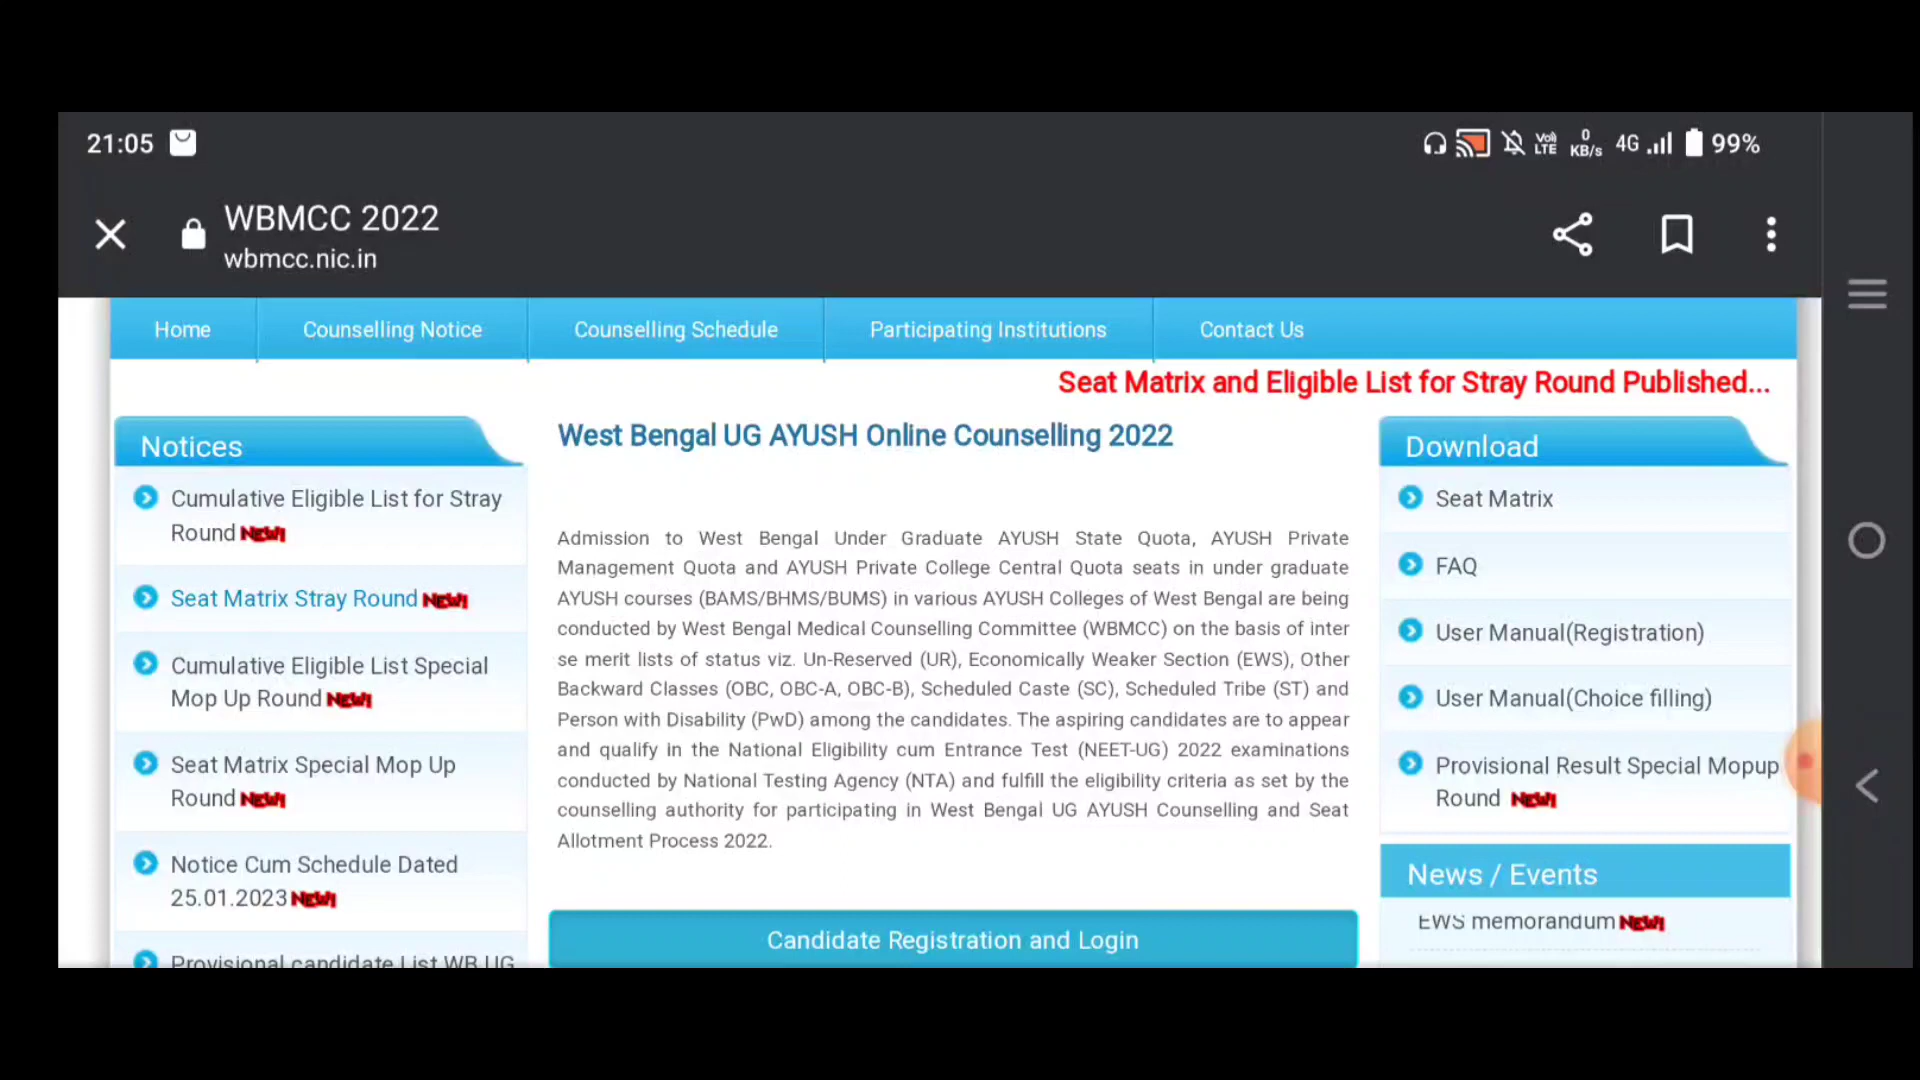 21:05
Vo) LTE 0 KB/s 4G 99%
WBMCC 2022
wbmcc.nic.in
Home Counselling Notice Counselling Schedule Participating Institutions Contact Us
Seat Matrix and Eligible List for Stray Round Published...
Notices
Cumulative Eligible List for Stray
Round NEW!
Seat Matrix Stray Round NEW!
Cumulative Eligible List Special
Mop Up Round NEW!
Seat Matrix Special Mop Up
Round NEW!
Notice Cum Schedule Dated
25.01.2023 NEW!
Provisional candidate List WB UG
West Bengal UG AYUSH Online Counselling 2022
Admission to West Bengal Under Graduate AYUSH State Quota, AYUSH Private
Management Quota and AYUSH Private College Central Quota seats in under graduate
AYUSH courses (BAMS/BHMS/BUMS) in various AYUSH Colleges of West Bengal are being
conducted by West Bengal Medical Counselling Committee (WBMCC) on the basis of inter
se merit lists of status viz. Un-Reserved (UR), Economically Weaker Section (EWS), Other
Backward Classes (OBC, OBC-A, OBC-B), Scheduled Caste (SC), Scheduled Tribe (ST) and
Person with Disability (PwD) among the candidates. The aspiring candidates are to appear
and qualify in the National Eligibility cum Entrance Test (NEET-UG) 2022 examinations
conducted by National Testing Agency (NTA) and fulfill the eligibility criteria as set by the
counselling authority for participating in West Bengal UG AYUSH Counselling and Seat
Allotment Process 2022.
Candidate Registration and Login
Download
Seat Matrix
FAQ
User Manual(Registration)
User Manual(Choice filling)
Provisional Result Special Mopup
Round NEW!
News / Events
EWS memorandum NEW!